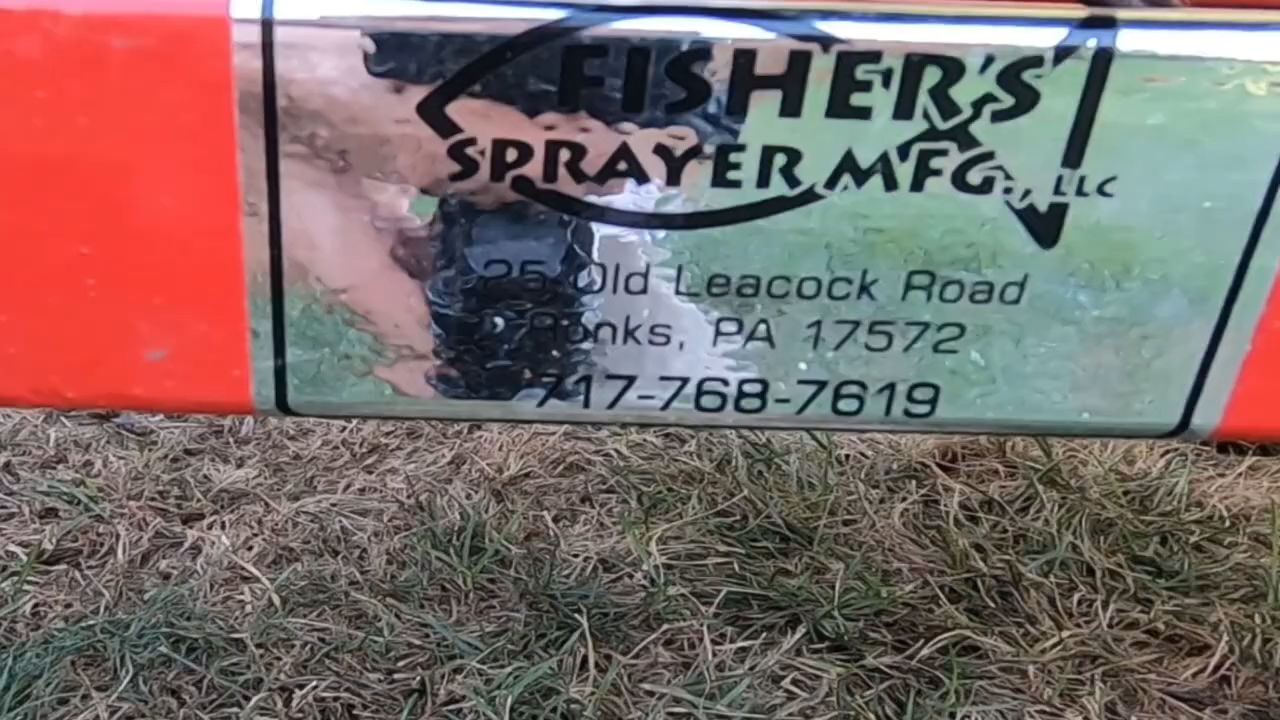 FISHER'S
SPRAYER MFG., LLC
25 Old Leacock Road
Ronks, PA 17572
717-768-7619